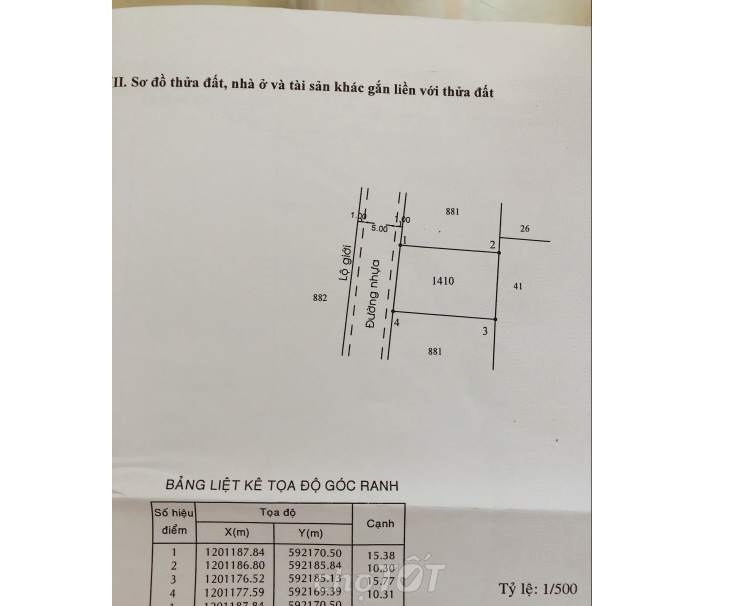 II. Sơ đồ thửa đất, nhà ở và tài sản khác gắn liền với thửa đất
881
26
1.00
1.00
5.00
1
2
Lộ giới
Đường nhựa
1410
41
882
4
3
881
BẢNG LIỆT KÊ TỌA ĐỘ GÓC RANH
Số hiệu điểm
Tọa độ
Cạnh
X(m)
Y(m)
1 1201187.84 592170.50 15.38
2 1201186.80 592185.84 10.30
3 1201176.52 592185.13 15.77
4 1201177.59 592169.39 10.31
1 1201187.84 592170.50
chợTỐT
Tỷ lệ: 1/500